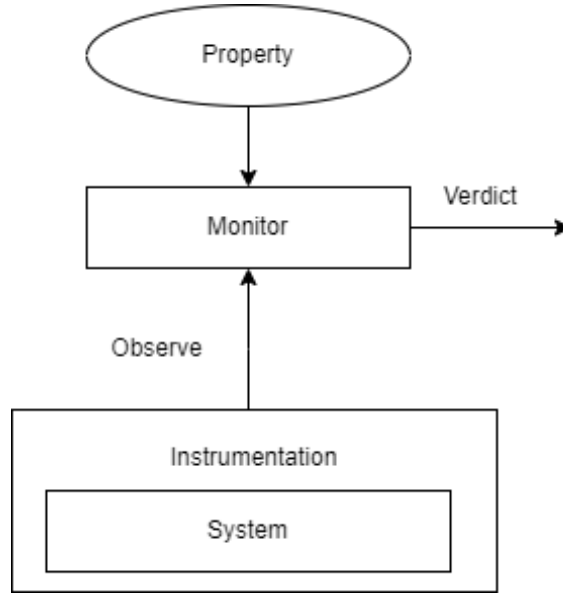 Property
Monitor
Verdict
Observe
Instrumentation
System